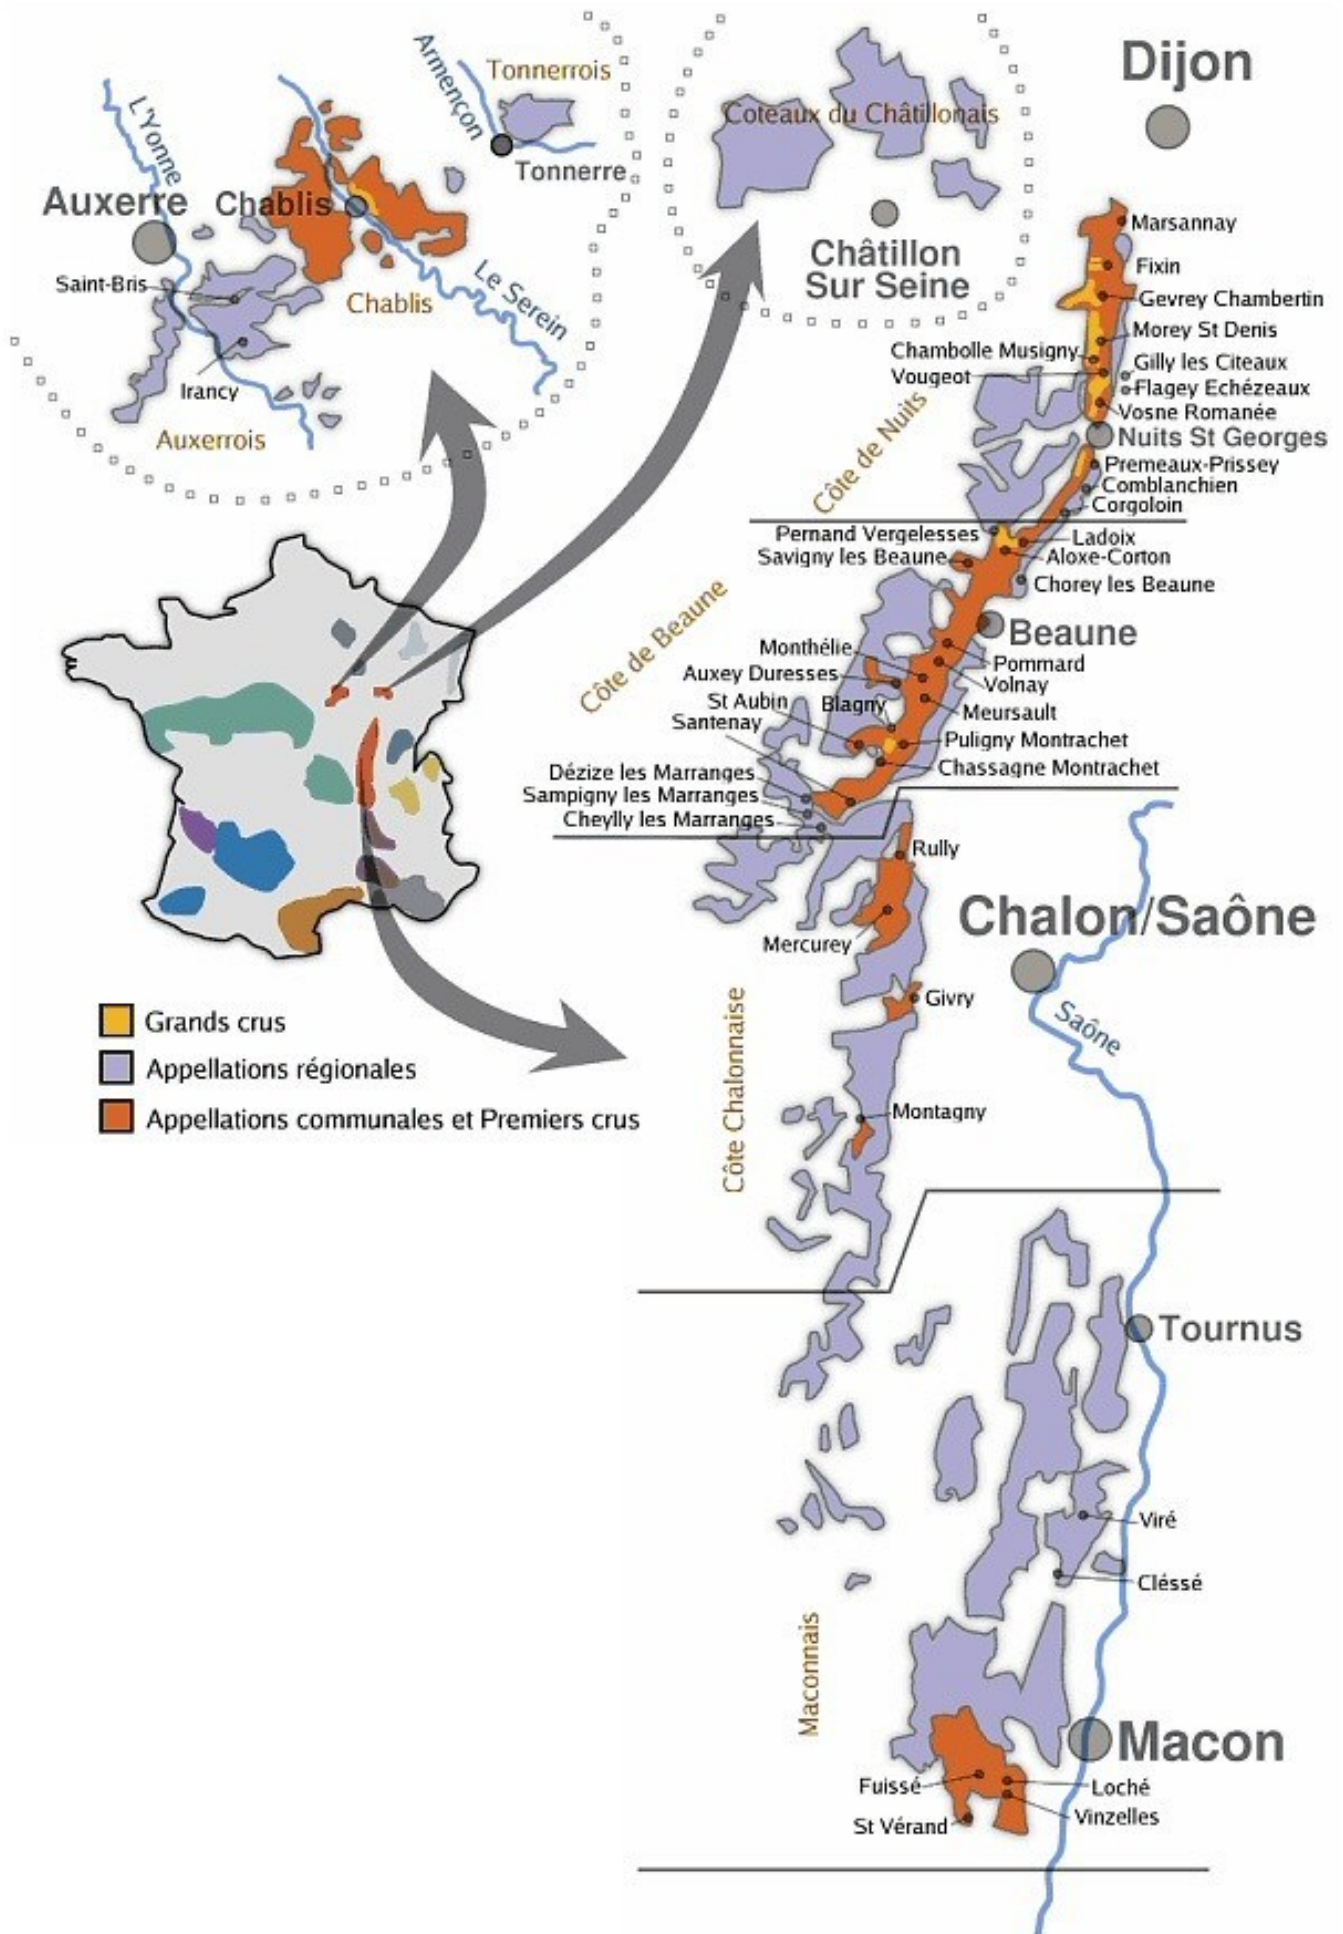 Armençon
Tonnerrois
L'Yonne
Tonnerre
Auxerre
Chablis
Saint-Bris
Chablis
Le Serein
Irancy
Auxerrois
Coteaux du Châtillonais
Châtillon
Sur Seine
Dijon
Marsannay
Fixin
Gevrey Chambertin
Morey St Denis
Chambolle Musigny
Gilly les Citeaux
Vougeot
Flagey Echézeaux
Vosne Romanée
Nuits St Georges
Côte de Nuits
Premeaux-Prissey
Comblanchien
Corgoloin
Pernand Vergelesses
Ladoix
Savigny les Beaune
Aloxe-Corton
Chorey les Beaune
Côte de Beaune
Beaune
Monthélie
Pommard
Auxey Duresses
Volnay
St Aubin
Blagny
Meursault
Santenay
Puligny Montrachet
Chassagne Montrachet
Dézize les Marranges
Sampigny les Marranges
Cheylly les Marranges
Rully
Chalon/Saône
Mercurey
Givry
Saône
Côte Chalonnaise
Montagny
Grands crus
Appellations régionales
Appellations communales et Premiers crus
Tournus
Viré
Cléssé
Maconnais
Macon
Fuissé
Loché
Vinzelles
St Vérand